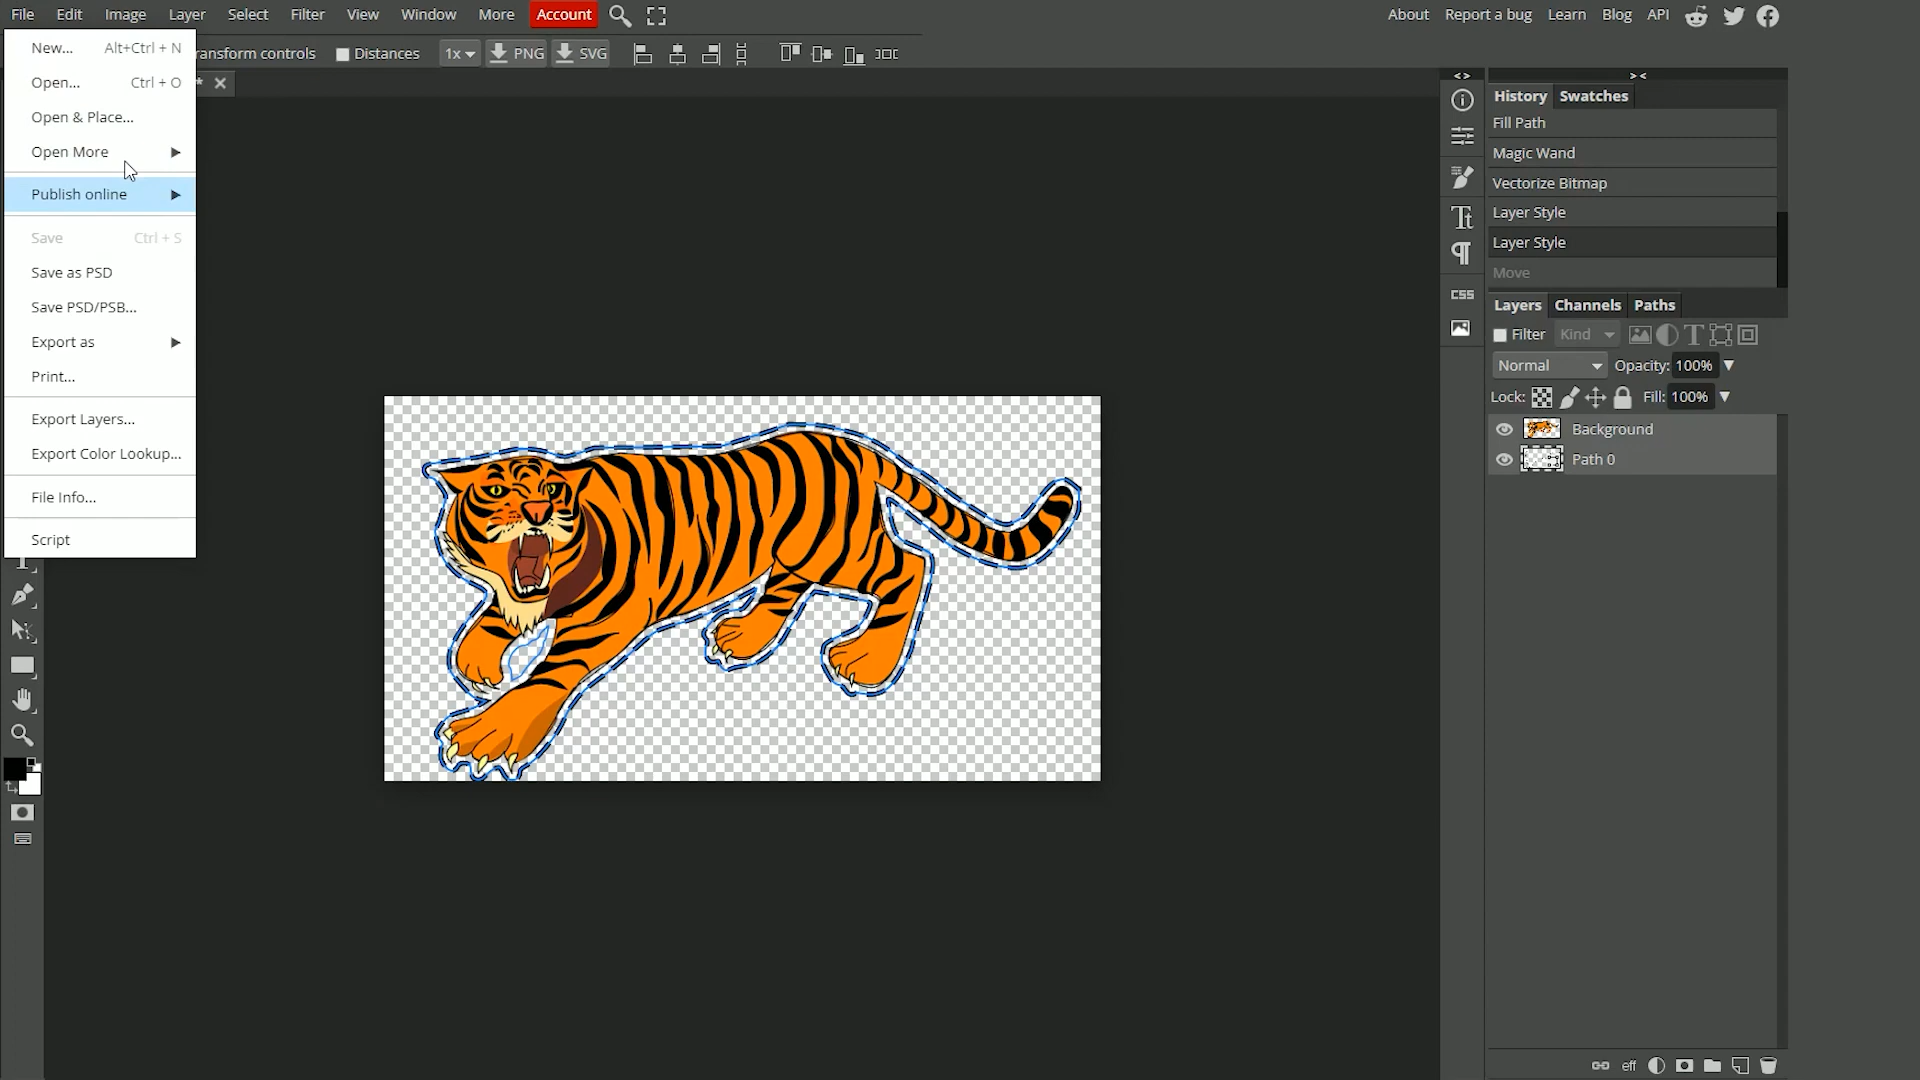 File Edit Image Layer Select Filter View Window More Account About Report a bug Learn Blog API
ransform controls Distances 1x PNG SVG
*
New... Alt+Ctrl + N
Open... Ctrl + O
Open & Place...
Open More
Publish online
Save Ctrl + S
Save as PSD
Save PSD/PSB...
Export as
Print...
Export Layers...
Export Color Lookup...
File Info...
Script
History Swatches
Fill Path
Magic Wand
Vectorize Bitmap
Layer Style
Layer Style
Move
CSS
Layers Channels Paths
Filter Kind
Normal Opacity: 100%
Lock: Fill: 100%
Background
Path 0
eff